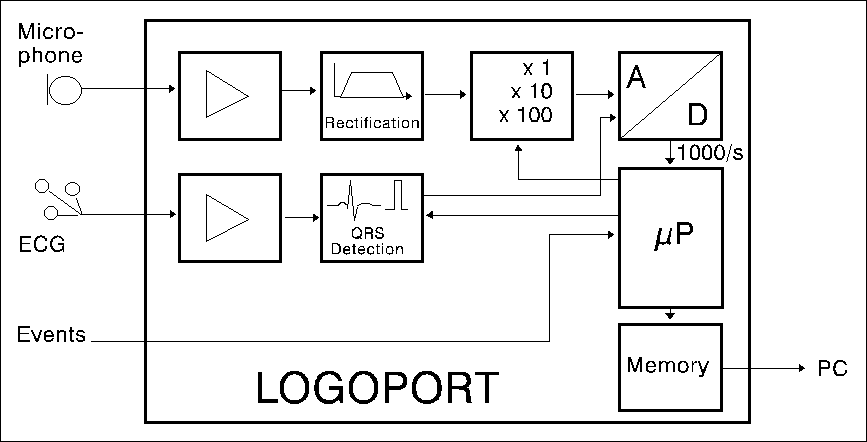 Micro-
phone
Rectification
x 1
x 10
x 100
A
D
1000/s
ECG
QRS
Detection
µP
Events
Memory
PC
LOGOPORT